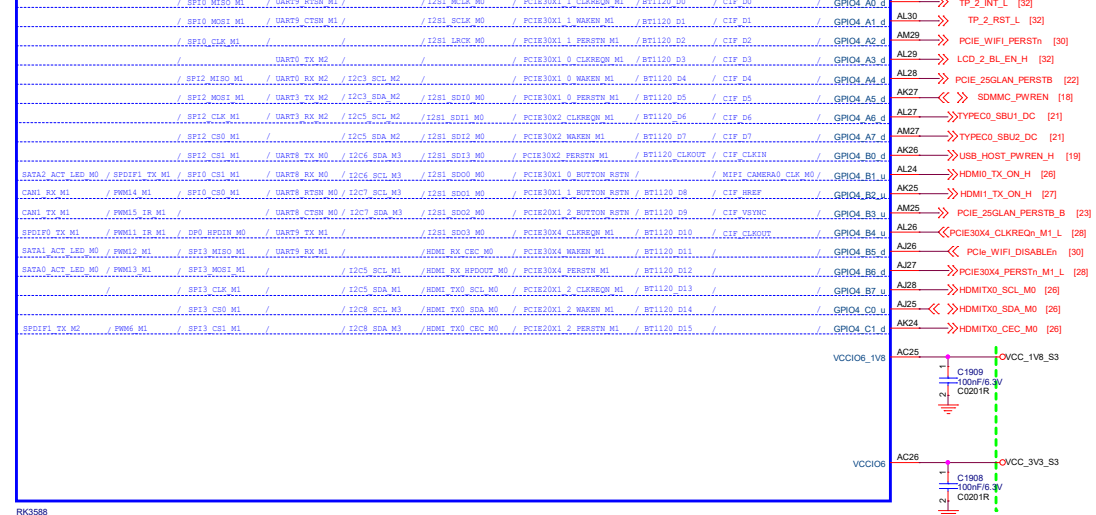 / SPI0_MISO_M1 / UART9_RTSN_M1 / / I2S1_MCLK_M0 / PCIE30X1_1_CLKREQN_M1 / BT1120_D0 / CIF_D0 / GPIO4_A0_d TP_2_INT_L [32]
/ SPI0_MOSI_M1 / UART9_CTSN_M1 / / I2S1_SCLK_M0 / PCIE30X1_1_WAKEN_M1 / BT1120_D1 / CIF_D1 / GPIO4_A1_d AL30 TP_2_RST_L [32]
/ SPI0_CLK_M1 / / / I2S1_LRCK_M0 / PCIE30X1_1_PERSTN_M1 / BT1120_D2 / CIF_D2 / GPIO4_A2_d AM29 PCIE_WIFI_PERSTn [30]
/ UART0_TX_M2 / / PCIE30X1_0_CLKREQN_M1 / BT1120_D3 / CIF_D3 / GPIO4_A3_d AL29 LCD_2_BL_EN_H [32]
/ SPI2_MISO_M1 / UART0_RX_M2 / I2C3_SCL_M2 / / PCIE30X1_0_WAKEN_M1 / BT1120_D4 / CIF_D4 / GPIO4_A4_d AL28 PCIE_25GLAN_PERSTB [22]
/ SPI2_MOSI_M1 / UART3_TX_M2 / I2C3_SDA_M2 / I2S1_SDI0_M0 / PCIE30X1_0_PERSTN_M1 / BT1120_D5 / CIF_D5 / GPIO4_A5_d AK27 SDMMC_PWREN [18]
/ SPI2_CLK_M1 / UART3_RX_M2 / I2C5_SCL_M2 / I2S1_SDI1_M0 / PCIE30X2_CLKREQN_M1 / BT1120_D6 / CIF_D6 / GPIO4_A6_d AL27 TYPEC0_SBU1_DC [21]
/ SPI2_CS0_M1 / / I2C5_SDA_M2 / I2S1_SDI2_M0 / PCIE30X2_WAKEN_M1 / BT1120_D7 / CIF_D7 / GPIO4_A7_d AM27 TYPEC0_SBU2_DC [21]
/ SPI2_CS1_M1 / UART8_TX_M0 / I2C6_SDA_M3 / I2S1_SDI3_M0 / PCIE30X2_PERSTN_M1 / BT1120_CLKOUT / CIF_CLKIN / GPIO4_B0_d AK26 USB_HOST_PWREN_H [19]
SATA2_ACT_LED_M0 / SPDIF1_TX_M1 / SPI0_CS1_M1 / UART8_RX_M0 / I2C6_SCL_M3 / I2S1_SDO0_M0 / PCIE30X1_0_BUTTON_RSTN / / MIPI_CAMERA0_CLK_M0 / GPIO4_B1_u AL24 HDMI0_TX_ON_H [26]
CAN1_RX_M1 / PWM14_M1 / SPI0_CS0_M1 / UART8_RTSN_M0 / I2C7_SCL_M3 / I2S1_SDO1_M0 / PCIE30X1_1_BUTTON_RSTN / BT1120_D8 / CIF_HREF / GPIO4_B2_u AK25 HDMI1_TX_ON_H [27]
CAN1_TX_M1 / PWM15_IR_M1 / / UART8_CTSN_M0 / I2C7_SDA_M3 / I2S1_SDO2_M0 / PCIE20X1_2_BUTTON_RSTN / BT1120_D9 / CIF_VSYNC / GPIO4_B3_u AM25 PCIE_25GLAN_PERSTB_B [23]
SPDIF0_TX_M1 / PWM11_IR_M1 / DP0_HPDIN_M0 / UART9_TX_M1 / / I2S1_SDO3_M0 / PCIE30X4_CLKREQN_M1 / BT1120_D10 / CIF_CLKOUT / GPIO4_B4_u AL26 PCIE30X4_CLKREQn_M1_L [28]
SATA1_ACT_LED_M0 / PWM12_M1 / SPI3_MISO_M1 / UART9_RX_M1 / / HDMI_RX_CEC_M0 / PCIE30X4_WAKEN_M1 / BT1120_D11 / / GPIO4_B5_d AJ26 PCIe_WIFI_DISABLEn [30]
SATA0_ACT_LED_M0 / PWM13_M1 / SPI3_MOSI_M1 / / I2C5_SCL_M1 / HDMI_RX_HPDOUT_M0 / PCIE30X4_PERSTN_M1 / BT1120_D12 / / GPIO4_B6_d AJ27 PCIE30X4_PERSTn_M1_L [28]
/ / SPI3_CLK_M1 / / I2C5_SDA_M1 / HDMI_TX0_SCL_M0 / PCIE20X1_2_CLKREQN_M1 / BT1120_D13 / / GPIO4_B7_u AJ28 HDMITX0_SCL_M0 [26]
/ SPI3_CS0_M1 / / I2C8_SCL_M3 / HDMI_TX0_SDA_M0 / PCIE20X1_2_WAKEN_M1 / BT1120_D14 / / GPIO4_C0_u AJ25 HDMITX0_SDA_M0 [26]
SPDIF1_TX_M2 / PWM6_M1 / SPI3_CS1_M1 / / I2C8_SDA_M3 / HDMI_TX0_CEC_M0 / PCIE20X1_2_PERSTN_M1 / BT1120_D15 / / GPIO4_C1_d AK24 HDMITX0_CEC_M0 [26]
VCCIO6_1V8 AC25 VCC_1V8_S3
1
C1909
100nF/6.3V
C0201R
2
VCCIO6 AC26 VCC_3V3_S3
1
C1908
100nF/6.3V
C0201R
2
RK3588